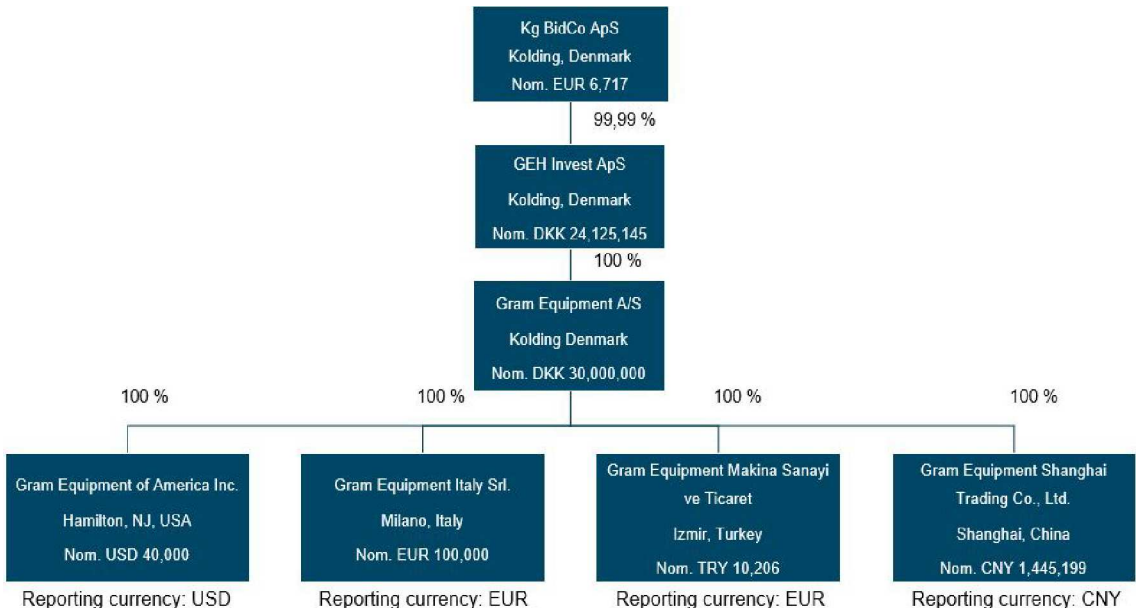 Kg BidCo ApS
Kolding, Denmark
Nom. EUR 6,717
99,99 %
GEH Invest ApS
Kolding, Denmark
Nom. DKK 24,125,145
100 %
Gram Equipment A/S
Kolding Denmark
Nom. DKK 30,000,000
100 %
100 %
100 %
100 %
Gram Equipment of America Inc.
Hamilton, NJ, USA
Nom. USD 40,000
Reporting currency: USD
Gram Equipment Italy Srl.
Milano, Italy
Nom. EUR 100,000
Reporting currency: EUR
Gram Equipment Makina Sanayi
ve Ticaret
Izmir, Turkey
Nom. TRY 10,206
Reporting currency: EUR
Gram Equipment Shanghai
Trading Co., Ltd.
Shanghai, China
Nom. CNY 1,445,199
Reporting currency: CNY